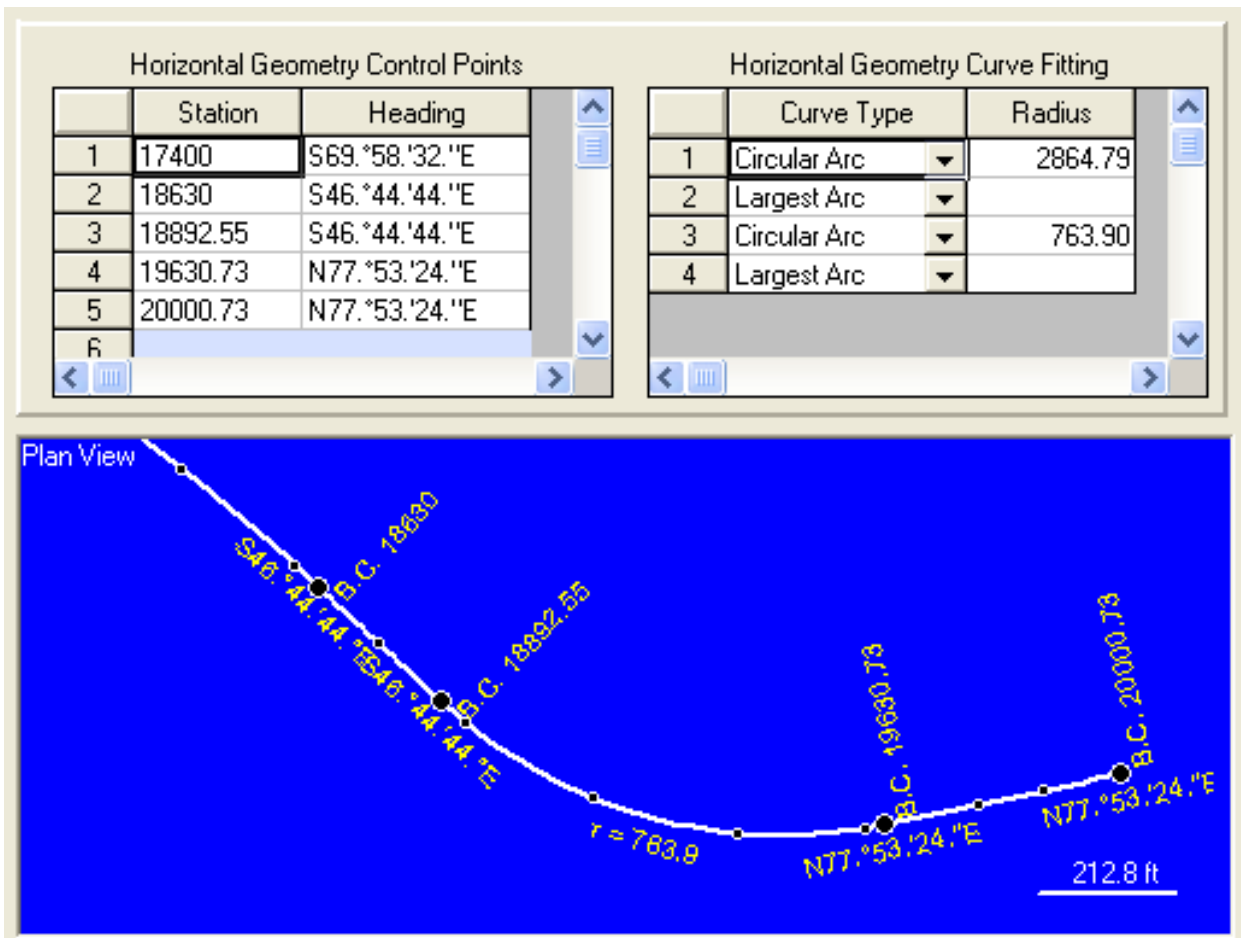 Horizontal Geometry Control Points
Station Heading
1 17400 S69.°58.'32."E
2 18630 S46.°44.'44."E
3 18892.55 S46.°44.'44."E
4 19630.73 N77.°53.'24."E
5 20000.73 N77.°53.'24."E
6
Horizontal Geometry Curve Fitting
Curve Type Radius
1 Circular Arc 2864.79
2 Largest Arc
3 Circular Arc 763.90
4 Largest Arc
Plan View
B.C. 18630
S46.°44.'44."E
B.C. 18892.55
S46.°44.'44."E
r = 763.9
B.C. 19630.73
N77.°53.'24."E
B.C. 20000.73
N77.°53.'24."E
212.8 ft